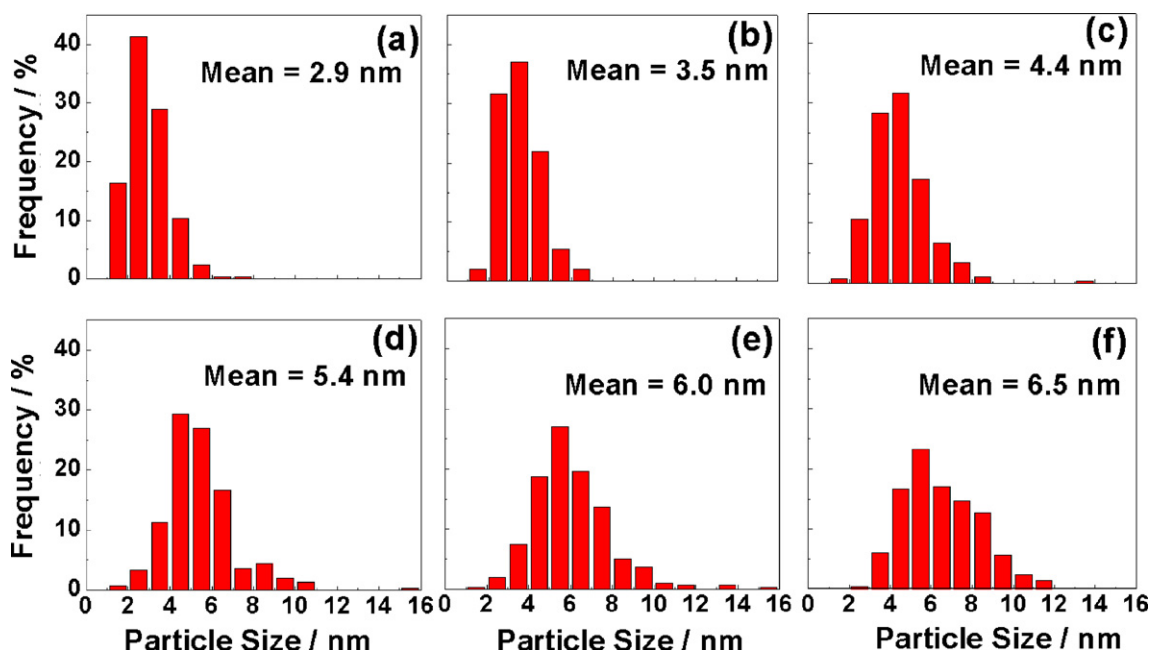 (a)
Mean = 2.9 nm
(b)
Mean = 3.5 nm
(c)
Mean = 4.4 nm
40
30
20
10
0
Frequency / %
(d)
Mean = 5.4 nm
(e)
Mean = 6.0 nm
(f)
Mean = 6.5 nm
40
30
20
10
0
Frequency / %
0 2 4 6 8 10 12 14 16
2 4 6 8 10 12 14 16
0 2 4 6 8 10 12 14 16
Particle Size / nm
Particle Size / nm
Particle Size / nm